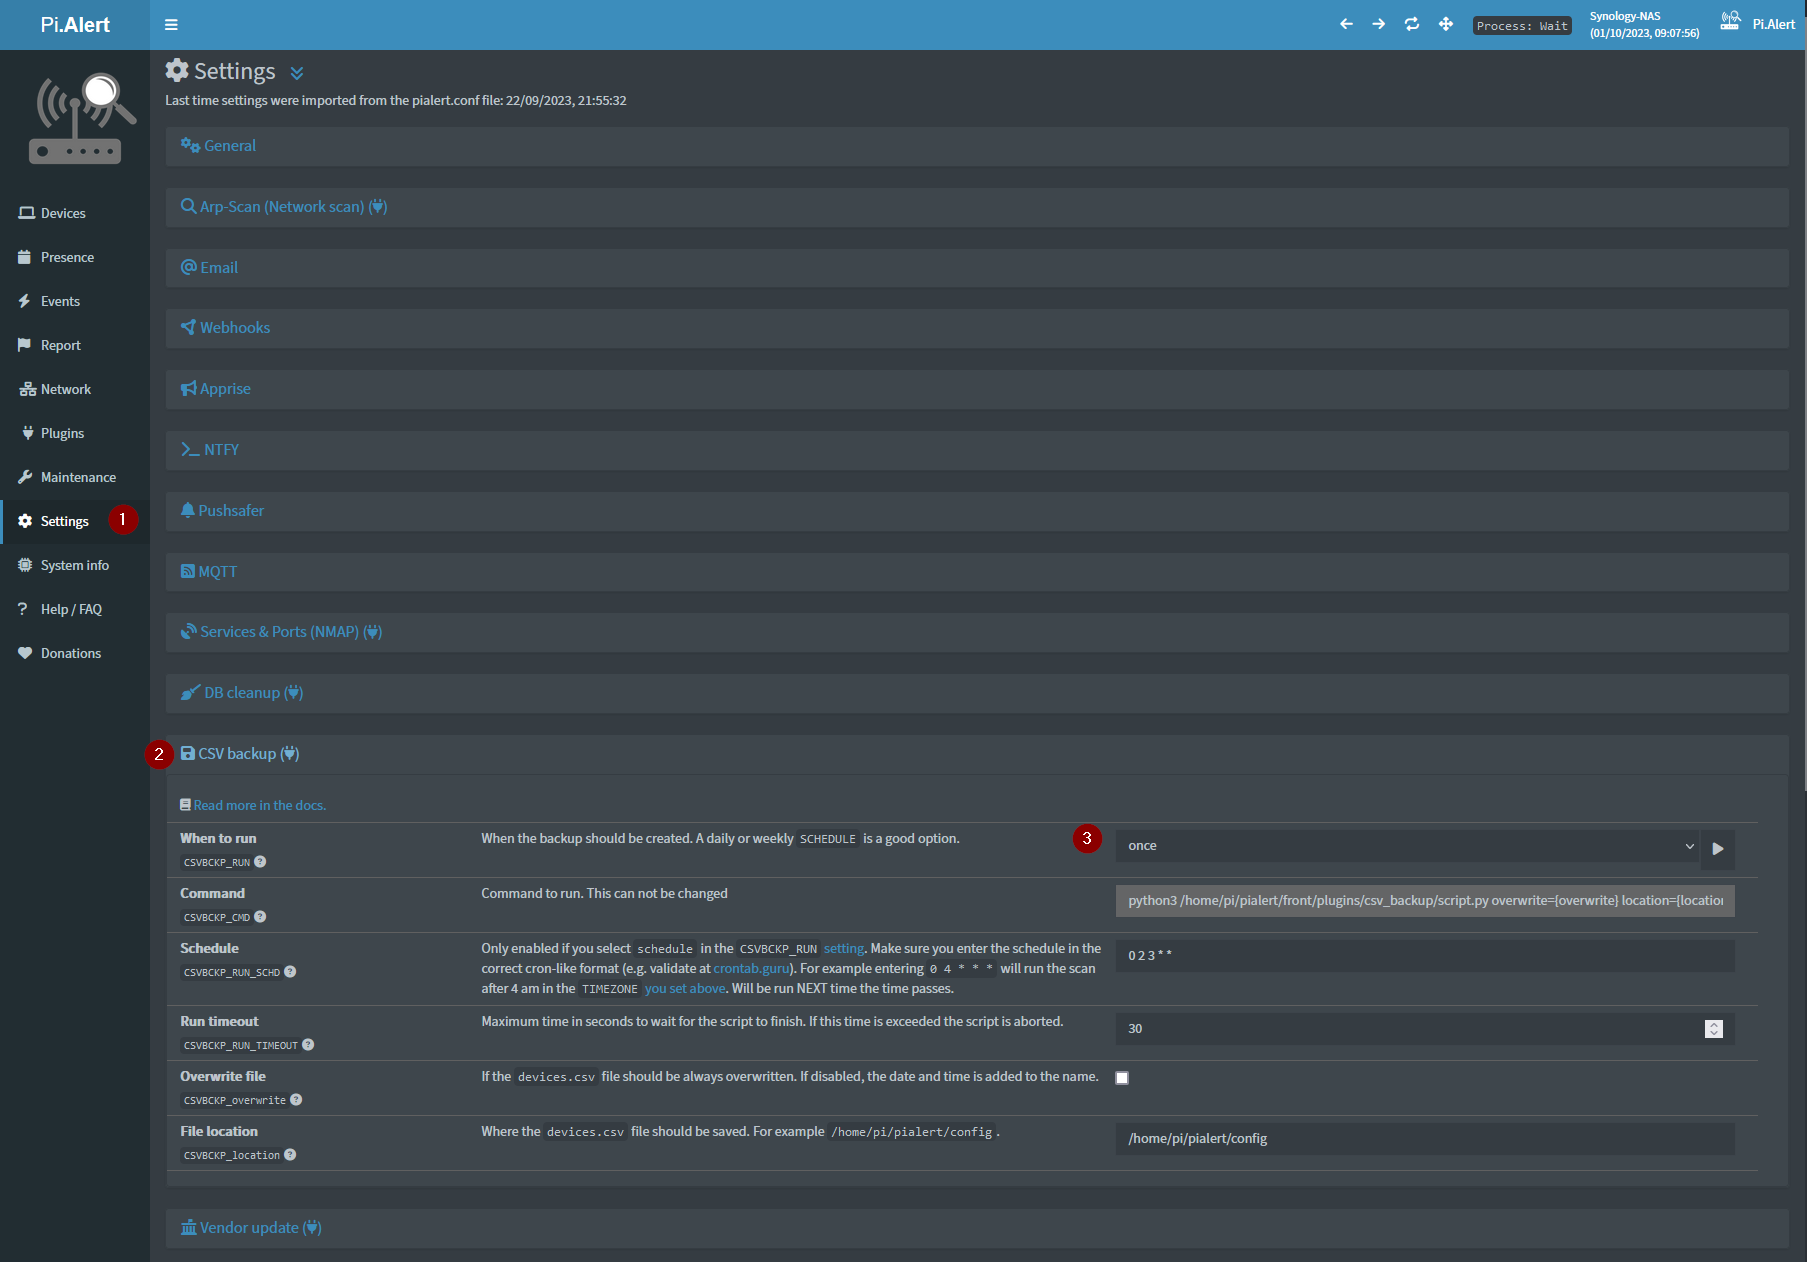 Pi.Alert
Process: Wait
Synology-NAS
(01/10/2023, 09:07:56)
Pi.Alert
Settings
Last time settings were imported from the pialert.conf file: 22/09/2023, 21:55:32
Devices
Presence
Events
Report
Network
Plugins
Maintenance
Settings
1
System info
? Help / FAQ
Donations
General
Arp-Scan (Network scan) ()
@ Email
Webhooks
Apprise
>_ NTFY
Pushsafer
MQTT
Services & Ports (NMAP) ()
DB cleanup ()
2
CSV backup ()
Read more in the docs.
When to run
CSVBCKP_RUN ?
When the backup should be created. A daily or weekly SCHEDULE is a good option.
3
once
Command
CSVBCKP_CMD ?
Command to run. This can not be changed
python3 /home/pi/pialert/front/plugins/csv_backup/script.py overwrite={overwrite} location={location
Schedule
CSVBCKP_RUN_SCHD ?
Only enabled if you select schedule in the CSVBCKP_RUN setting. Make sure you enter the schedule in the
correct cron-like format (e.g. validate at crontab.guru). For example entering 0 4 * * * will run the scan
after 4 am in the TIMEZONE you set above. Will be run NEXT time the time passes.
0 2 3 * *
Run timeout
CSVBCKP_RUN_TIMEOUT ?
Maximum time in seconds to wait for the script to finish. If this time is exceeded the script is aborted.
30
Overwrite file
CSVBCKP_overwrite ?
If the devices.csv file should be always overwritten. If disabled, the date and time is added to the name.
File location
CSVBCKP_location ?
Where the devices.csv file should be saved. For example /home/pi/pialert/config .
/home/pi/pialert/config
Vendor update ()